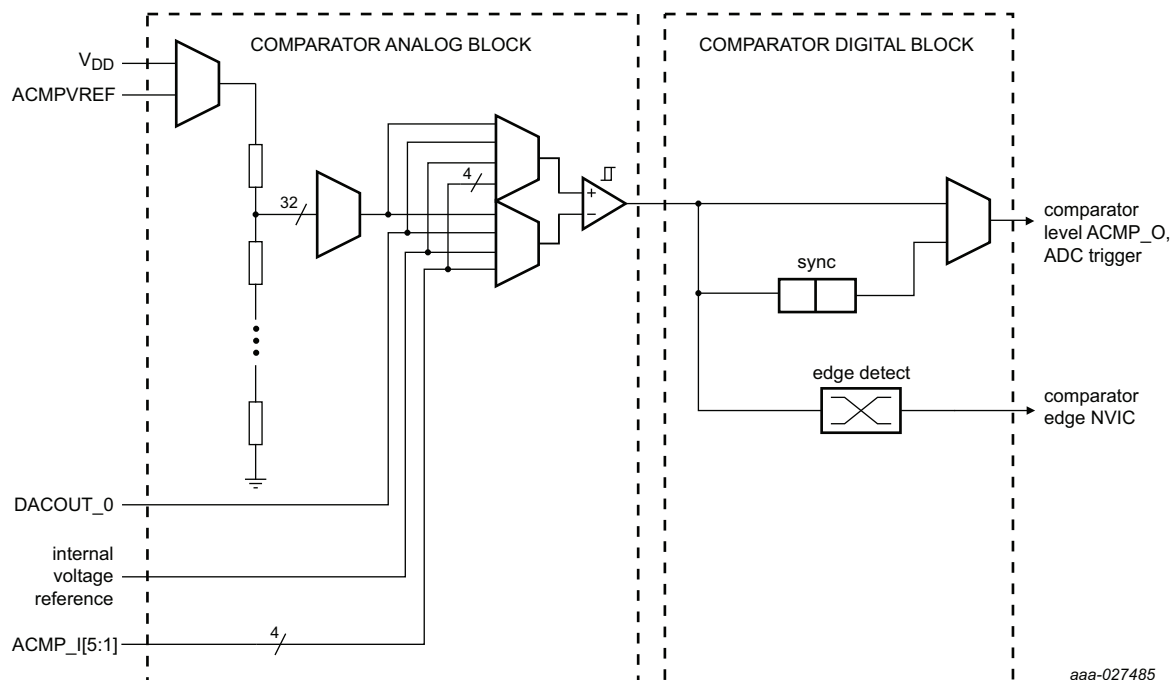 COMPARATOR ANALOG BLOCK
COMPARATOR DIGITAL BLOCK
VDD
ACMPVREF
4
32
+
−
comparator
level ACMP_O,
ADC trigger
sync
edge detect
comparator
edge NVIC
DACOUT_0
internal
voltage
reference
4
ACMP_I[5:1]
aaa-027485